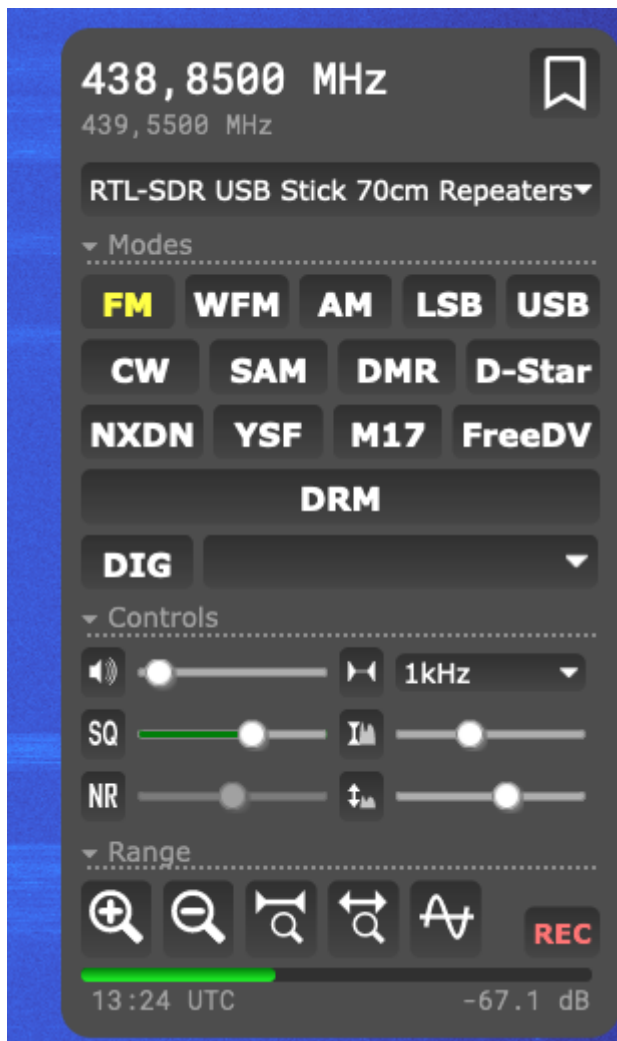 438,8500 MHz
439,5500 MHz
RTL-SDR USB Stick 70cm Repeaters
Modes
FM WFM AM LSB USB
CW SAM DMR D-Star
NXDN YSF M17 FreeDV
DRM
DIG
Controls
1kHz
SQ
NR
Range
REC
13:24 UTC -67.1 dB